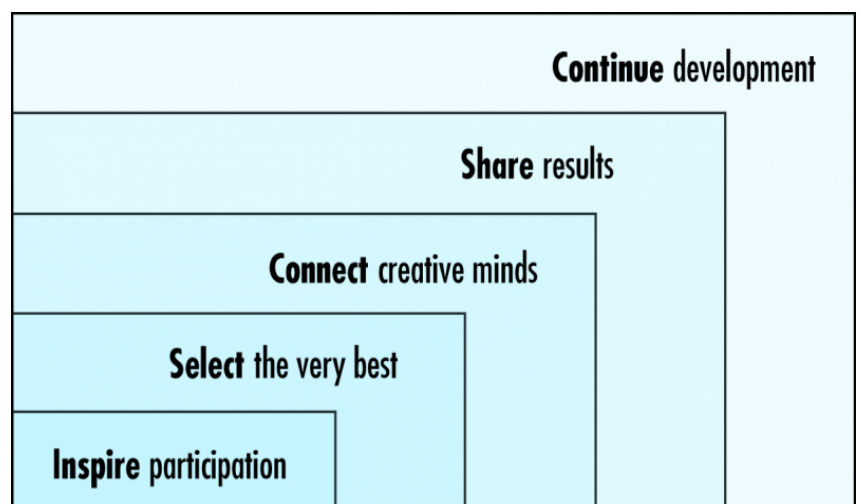 Continue development
Share results
Connect creative minds
Select the very best
Inspire participation